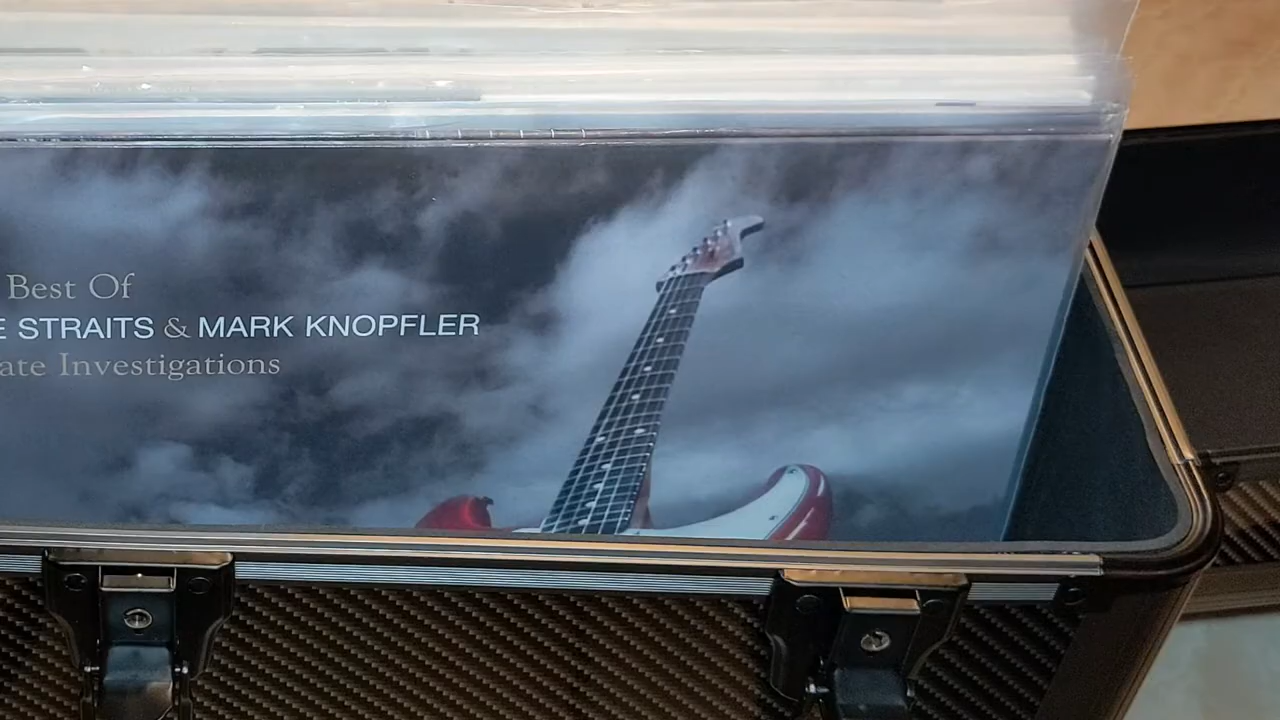 Best Of
E STRAITS & MARK KNOPFLER
ate Investigations